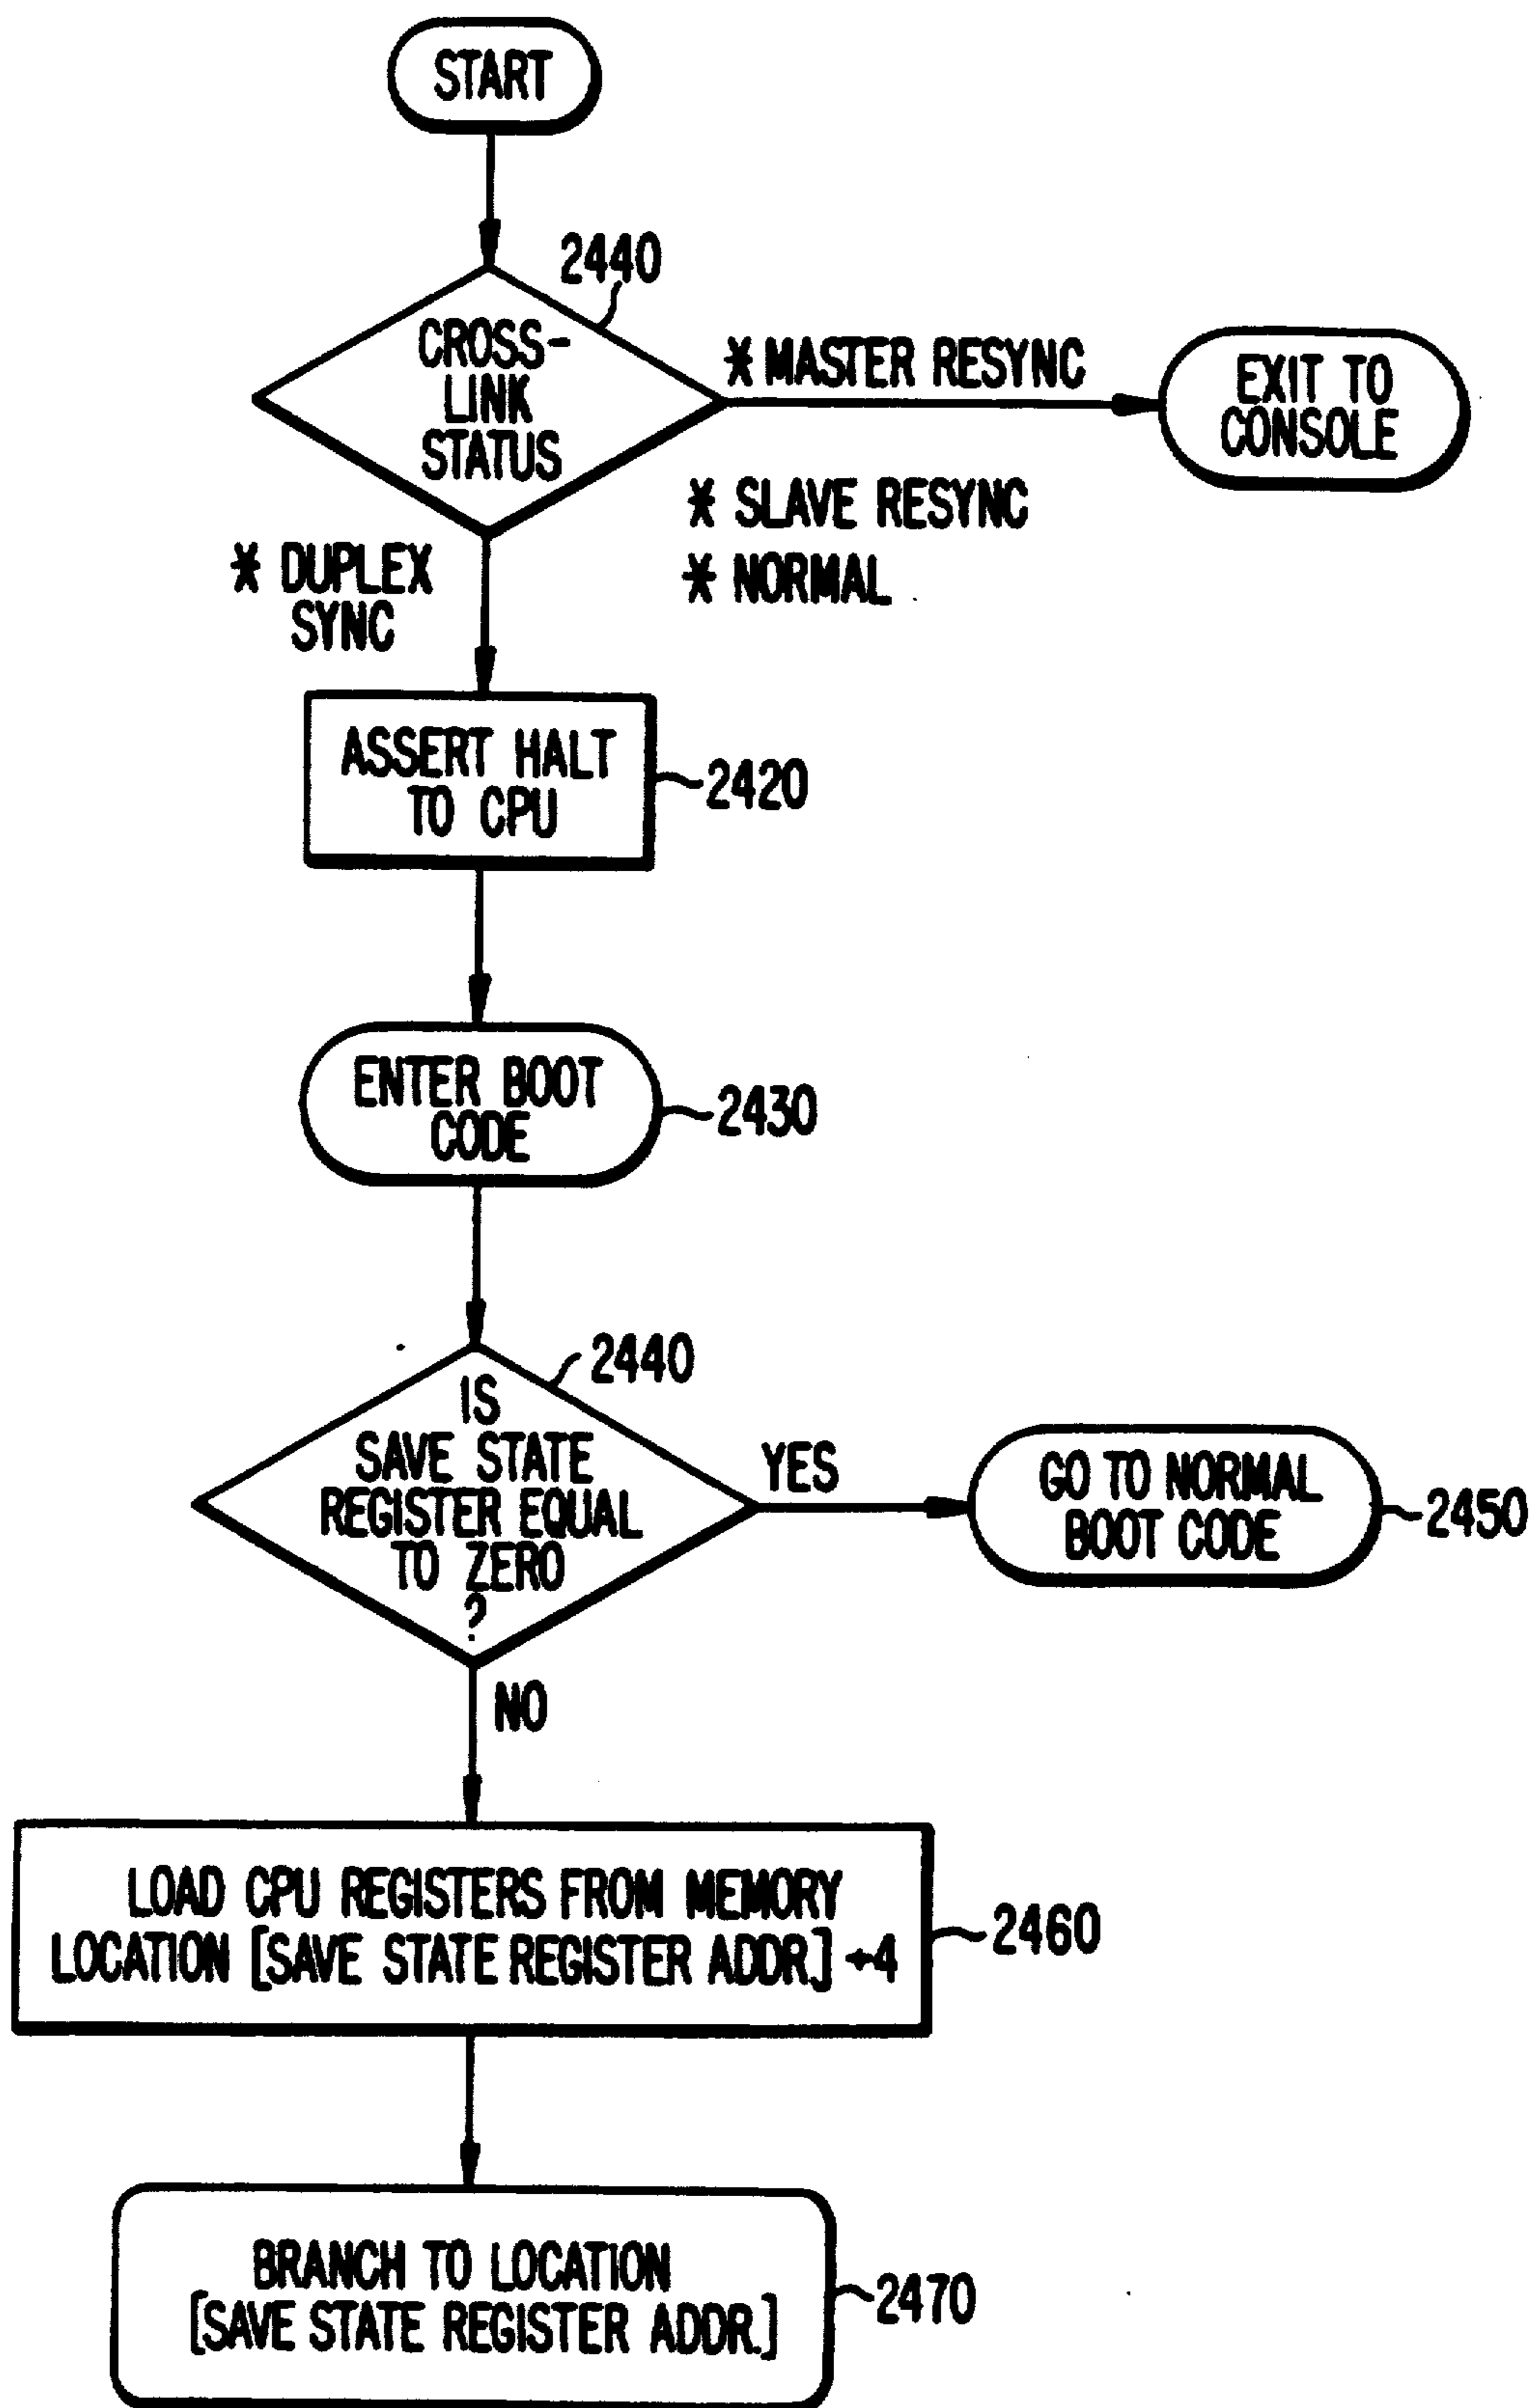 START
2440
CROSS-
LINK
STATUS
* MASTER RESYNC
EXIT TO
CONSOLE
* SLAVE RESYNC
* NORMAL
* DUPLEX
SYNC
ASSERT HALT
TO CPU
2420
ENTER BOOT
CODE
2430
2440
IS
SAVE STATE
REGISTER EQUAL
TO ZERO
?
YES
GO TO NORMAL
BOOT CODE
2450
NO
LOAD CPU REGISTERS FROM MEMORY
LOCATION [SAVE STATE REGISTER ADDR.] +4
2460
BRANCH TO LOCATION
[SAVE STATE REGISTER ADDR.]
2470